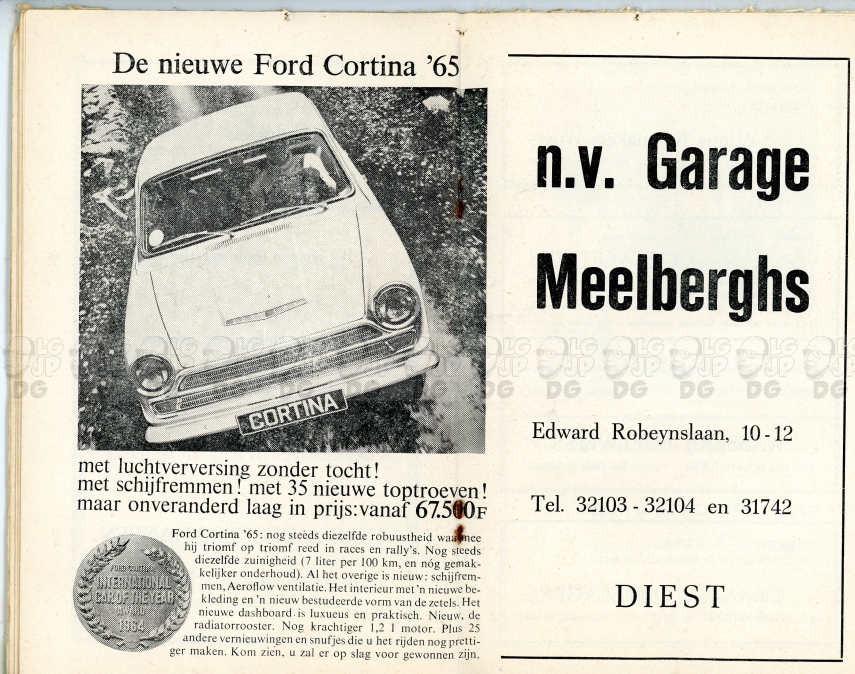 De nieuwe Ford Cortina '65
CORTINA
met luchtverversing zonder tocht!
met schijfremmen! met 35 nieuwe toptroeven!
maar onveranderd laag in prijs: vanaf 67.500F
FORD CORTINA
INTERNATIONAL
CAR OF THE YEAR
1964
Ford Cortina '65: nog steeds diezelfde robuustheid waarmee
hij triomf op triomf reed in races en rally's. Nog steeds
diezelfde zuinigheid (7 liter per 100 km, en nóg gemak-
kelijker onderhoud). Al het overige is nieuw: schijfrem-
men, Aeroflow ventilatie. Het interieur met 'n nieuwe be-
kleding en 'n nieuw bestudeerde vorm van de zetels. Het
nieuwe dashboard is luxueus en praktisch. Nieuw, de
radiatorrooster. Nog krachtiger 1,2 l motor. Plus 25
andere vernieuwingen en snufjes die u het rijden nog pretti-
ger maken. Kom zien, u zal er op slag voor gewonnen zijn.
n.v. Garage
Meelberghs
Edward Robeynslaan, 10-12
Tel. 32103 - 32104 en 31742
DIEST
JP
DG